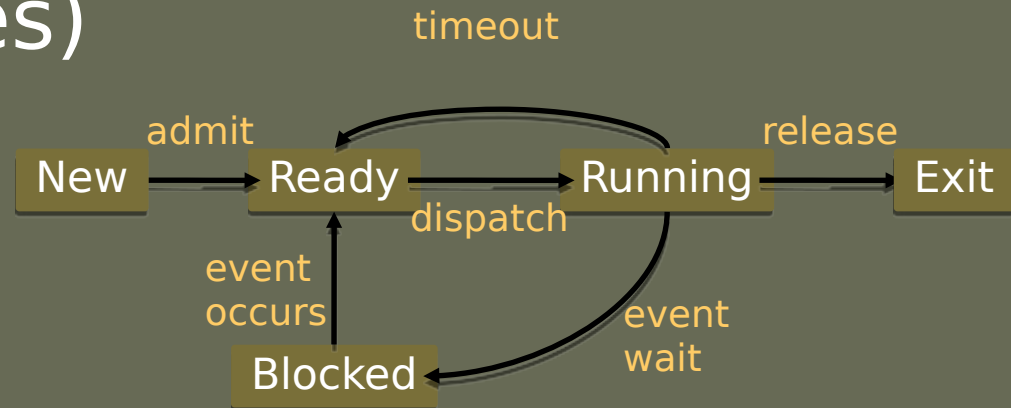 es)
timeout
admit
release
New
Ready
Running
Exit
dispatch
event
occurs
event
wait
Blocked